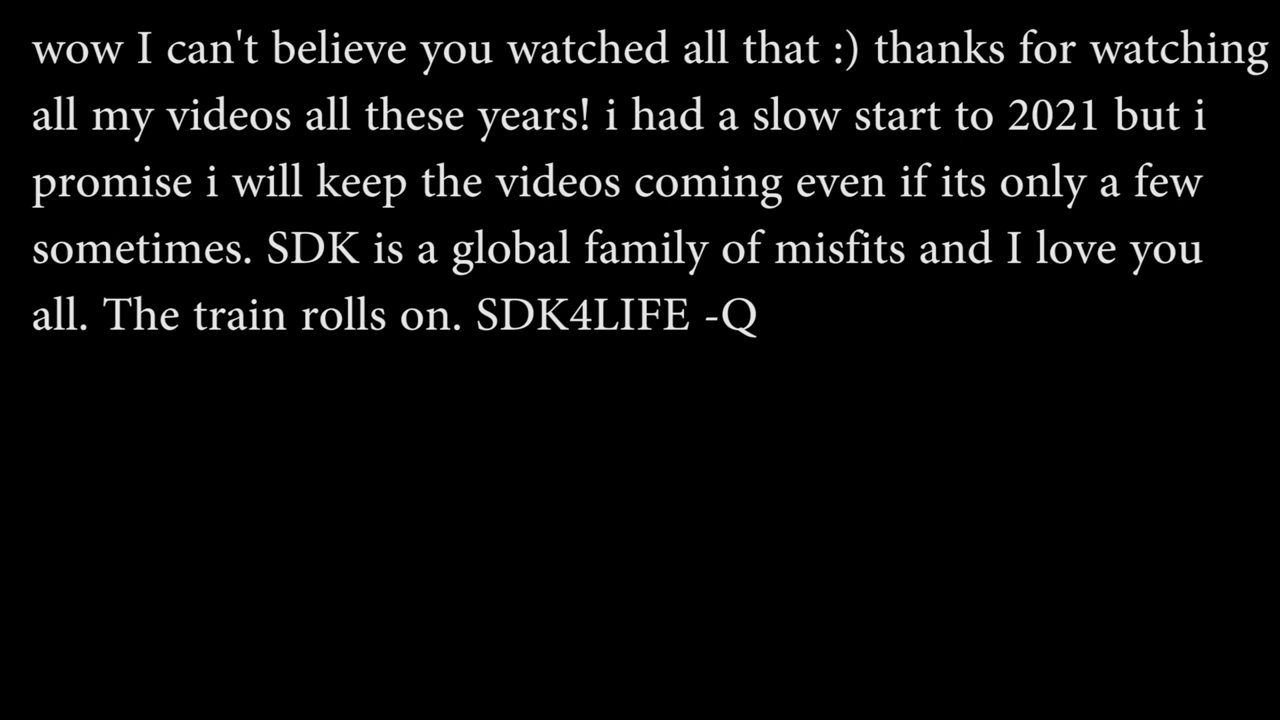 wow I can't believe you watched all that :) thanks for watching
all my videos all these years! i had a slow start to 2021 but i
promise i will keep the videos coming even if its only a few
sometimes. SDK is a global family of misfits and I love you
all. The train rolls on. SDK4LIFE -Q